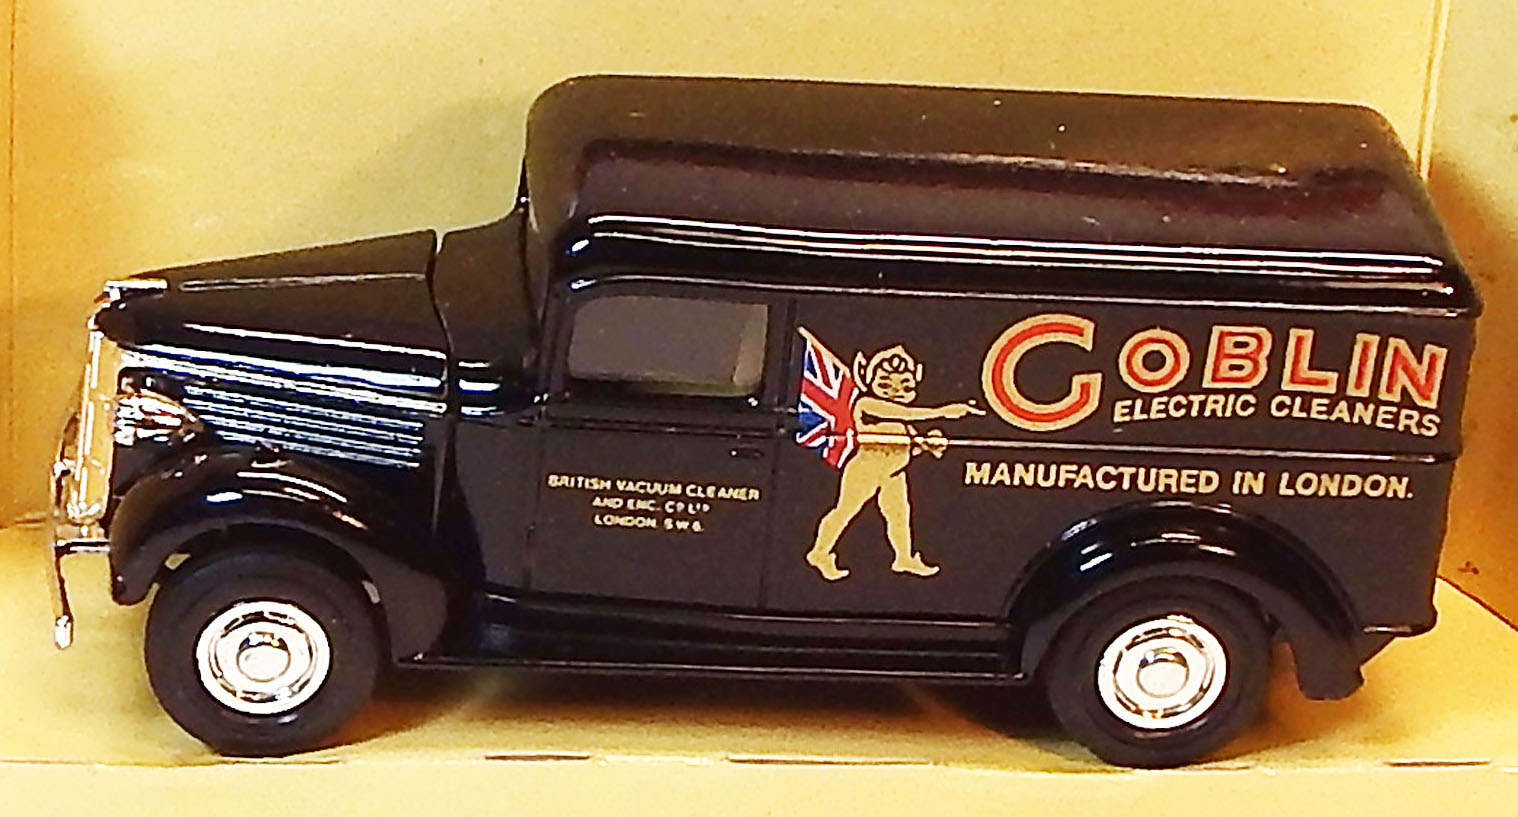 BRITISH VACUUM CLEANER
AND ENG. Cº Lᵀᴰ
LONDON. S W 6.
GOBLIN
ELECTRIC CLEANERS
MANUFACTURED IN LONDON.